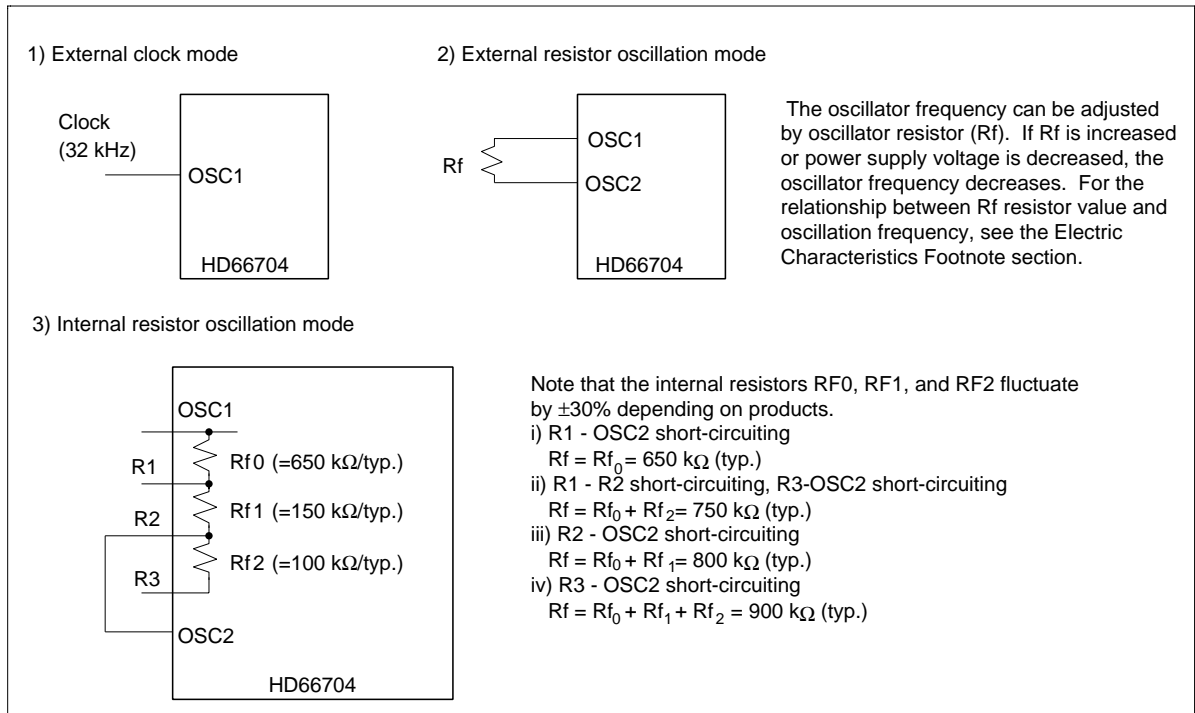 1) External clock mode
Clock
(32 kHz)
OSC1
HD66704
2) External resistor oscillation mode
Rf
OSC1
OSC2
HD66704
The oscillator frequency can be adjusted
by oscillator resistor (Rf). If Rf is increased
or power supply voltage is decreased, the
oscillator frequency decreases. For the
relationship between Rf resistor value and
oscillation frequency, see the Electric
Characteristics Footnote section.
3) Internal resistor oscillation mode
OSC1
R1
Rf0 (=650 kΩ/typ.)
R2
Rf1 (=150 kΩ/typ.)
R3
Rf2 (=100 kΩ/typ.)
OSC2
HD66704
Note that the internal resistors RF0, RF1, and RF2 fluctuate
by ±30% depending on products.
i) R1 - OSC2 short-circuiting
Rf = Rf0 = 650 kΩ (typ.)
ii) R1 - R2 short-circuiting, R3-OSC2 short-circuiting
Rf = Rf0 + Rf2 = 750 kΩ (typ.)
iii) R2 - OSC2 short-circuiting
Rf = Rf0 + Rf1 = 800 kΩ (typ.)
iv) R3 - OSC2 short-circuiting
Rf = Rf0 + Rf1 + Rf2 = 900 kΩ (typ.)